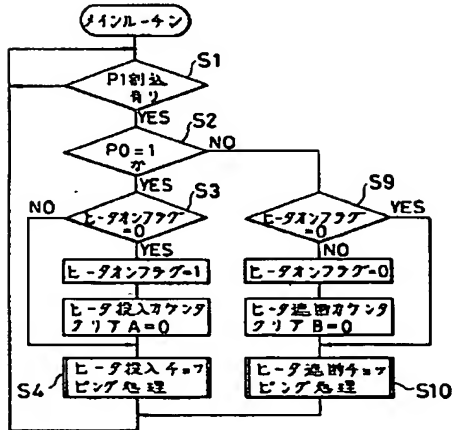 メインルーチン
S1
P1割込
有り
YES
S2
P0=1
か
NO
YES
S3
S9
NO
ヒータオンフラグ
=0
ヒータオンフラグ
=0
YES
YES
NO
ヒータオンフラグ=1
ヒータオンフラグ=0
ヒータ投入カウンタ
クリア A=0
ヒータ遮断カウンタ
クリア B=0
ヒータ投入チョッ
ピング処理
ヒータ遮断チョッ
ピング処理
S4
S10